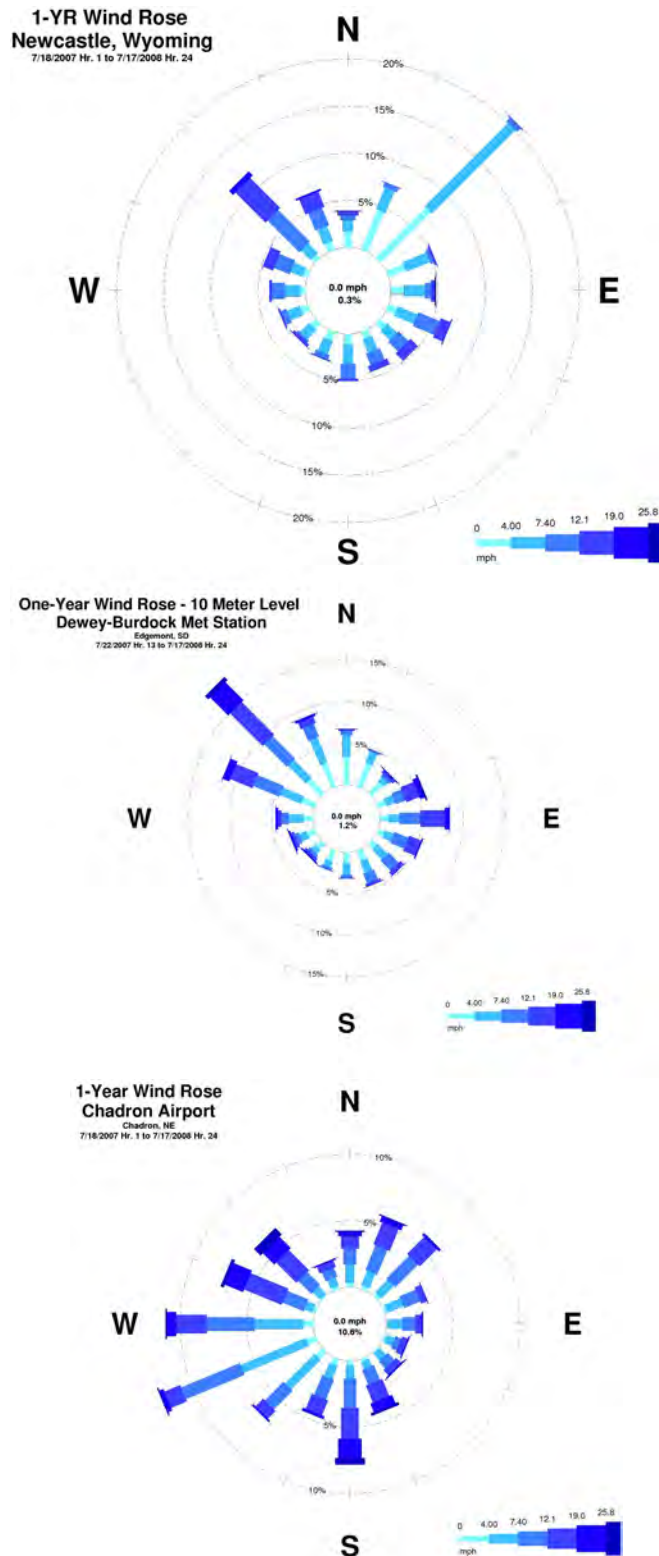 1-YR Wind Rose
Newcastle, Wyoming
7/18/2007 Hr. 1 to 7/17/2008 Hr. 24
N
20%
15%
10%
5%
W
0.0 mph
0.3%
E
5%
10%
15%
20%
S
0 4.00 7.40 12.1 19.0 25.8
mph
One-Year Wind Rose - 10 Meter Level
Dewey-Burdock Met Station
Edgemont, SD
7/22/2007 Hr. 13 to 7/17/2008 Hr. 24
N
15%
10%
5%
W
0.0 mph
1.2%
E
5%
10%
15%
S
0 4.00 7.40 12.1 19.0 25.8
mph
1-Year Wind Rose
Chadron Airport
Chadron, NE
7/18/2007 Hr. 1 to 7/17/2008 Hr. 24
N
10%
5%
W
0.0 mph
10.6%
E
5%
10%
S
0 4.00 7.40 12.1 19.0 25.8
mph